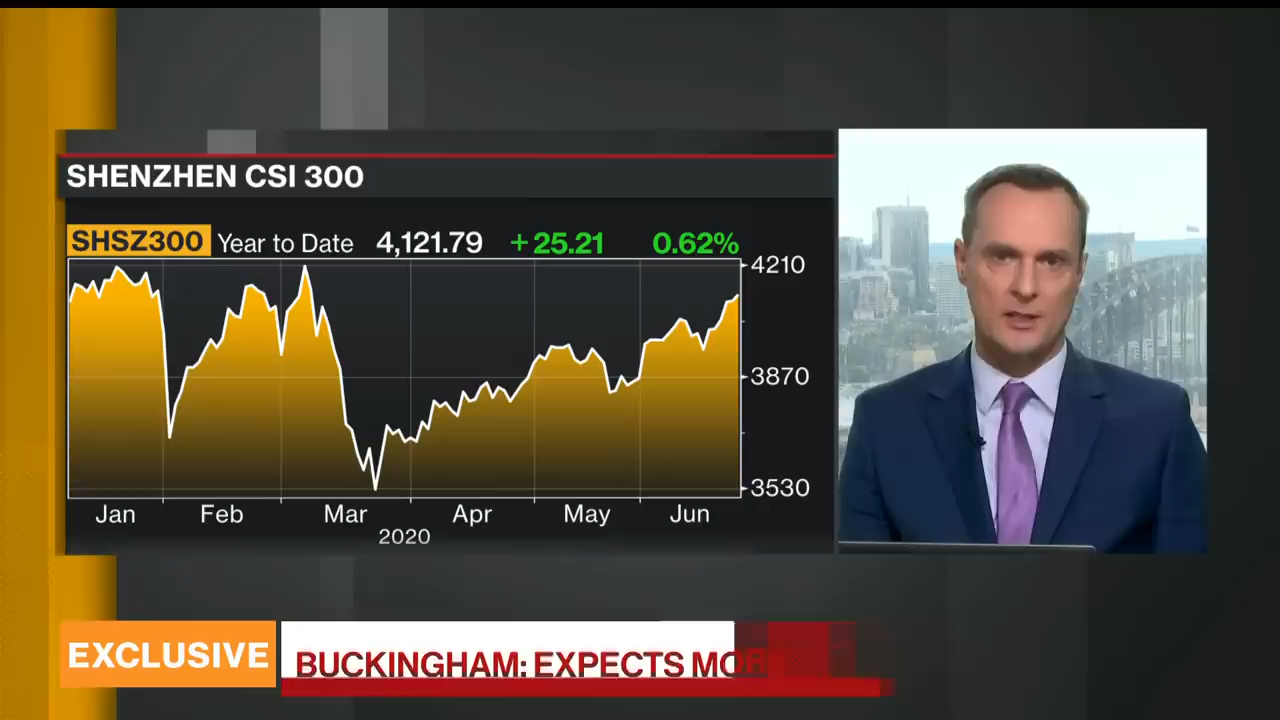 SHENZHEN CSI 300
SHSZ300 Year to Date 4,121.79 +25.21 0.62%
4210
3870
3530
Jan Feb Mar Apr May Jun
2020
EXCLUSIVE
BUCKINGHAM: EXPECTS